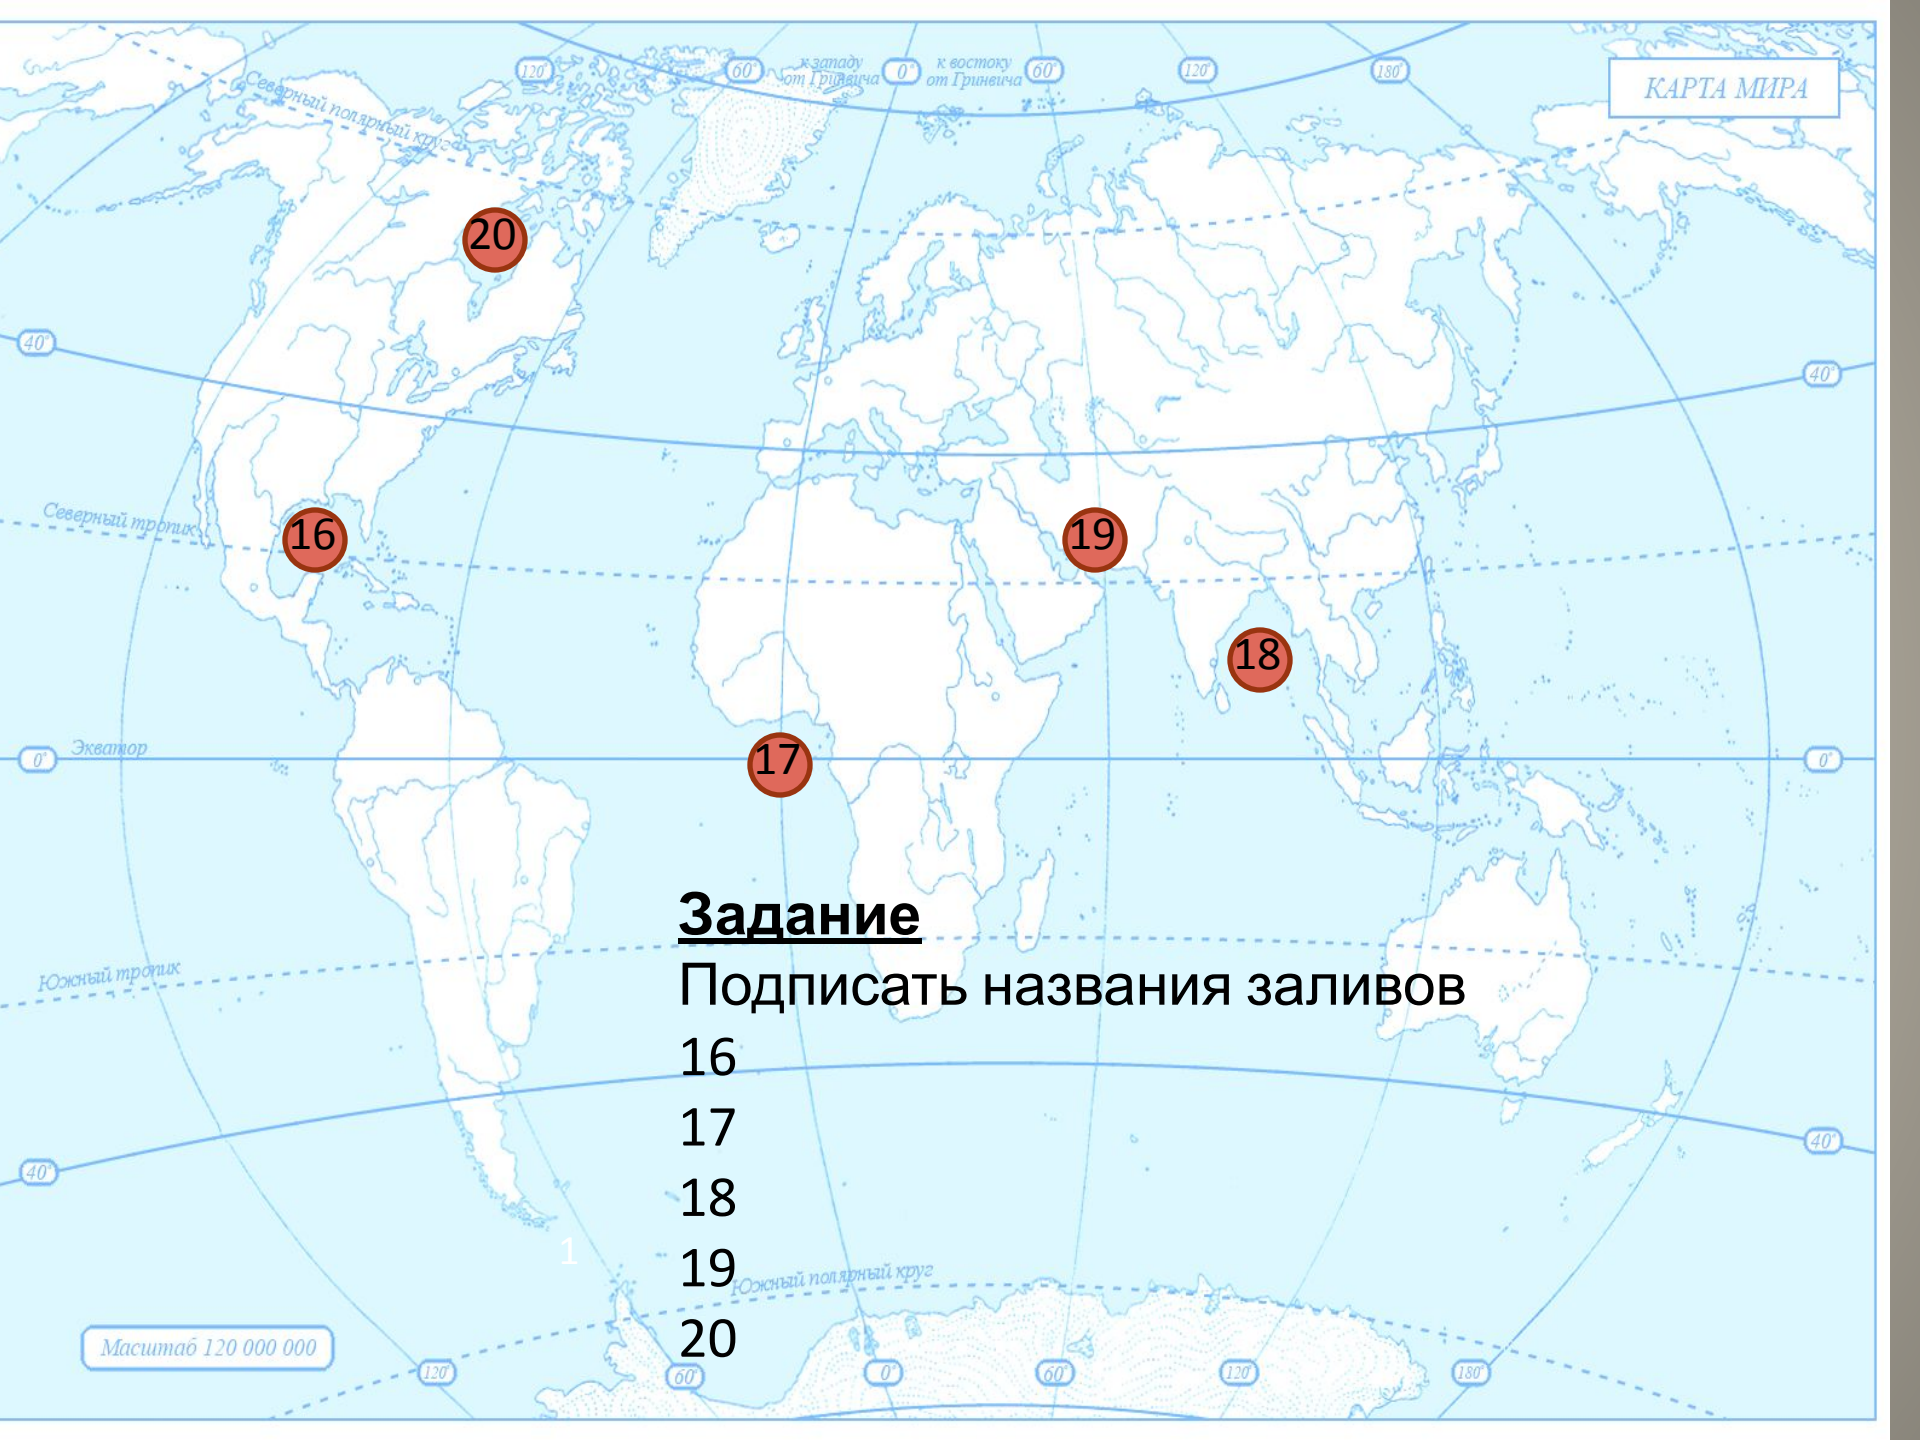 120°
60°
к западу
от Гринвича
0°
к востоку
от Гринвича
60°
120°
180°
КАРТА МИРА
Северный полярный круг
20
40°
40°
Северный тропик
16
19
18
Экватор
0°
17
0°
Задание
Подписать названия заливов
Южный тропик
16
17
40°
40°
18
1
19
Южный полярный круг
20
Масштаб 120 000 000
120°
60°
0°
60°
120°
180°